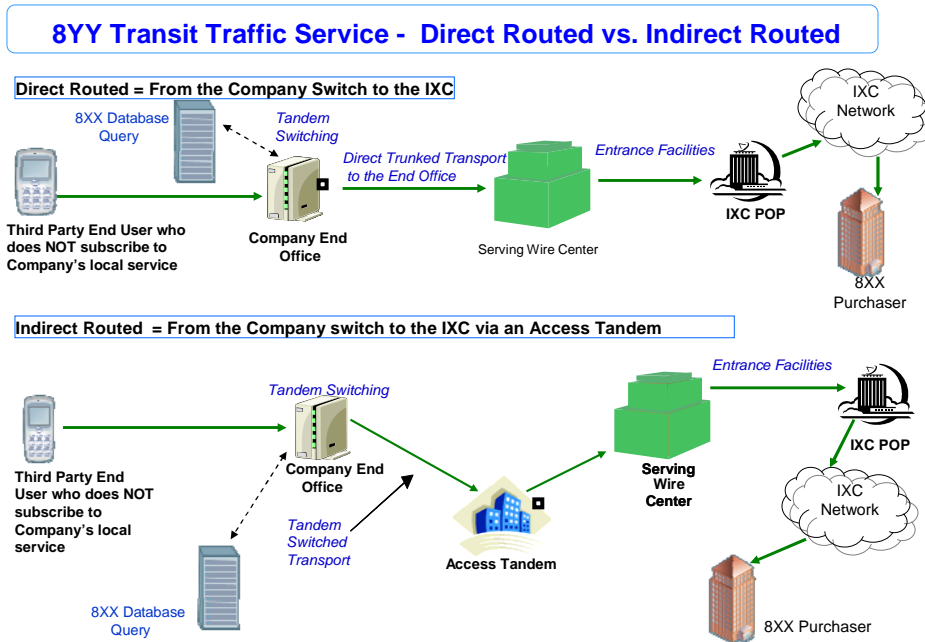 8YY Transit Traffic Service - Direct Routed vs. Indirect Routed
Direct Routed = From the Company Switch to the IXC
8XX Database
Query
Tandem
Switching
Direct Trunked Transport
to the End Office
Entrance Facilities
IXC
Network
Third Party End User who
does NOT subscribe to
Company's local service
Company End
Office
Serving Wire Center
IXC POP
8XX
Purchaser
Indirect Routed = From the Company switch to the IXC via an Access Tandem
Entrance Facilities
Tandem Switching
IXC POP
Third Party End
User who does NOT
subscribe to
Company's local
service
Company End
Office
Serving
Wire
Center
IXC
Network
Tandem
Switched
Transport
Access Tandem
8XX Database
Query
8XX Purchaser